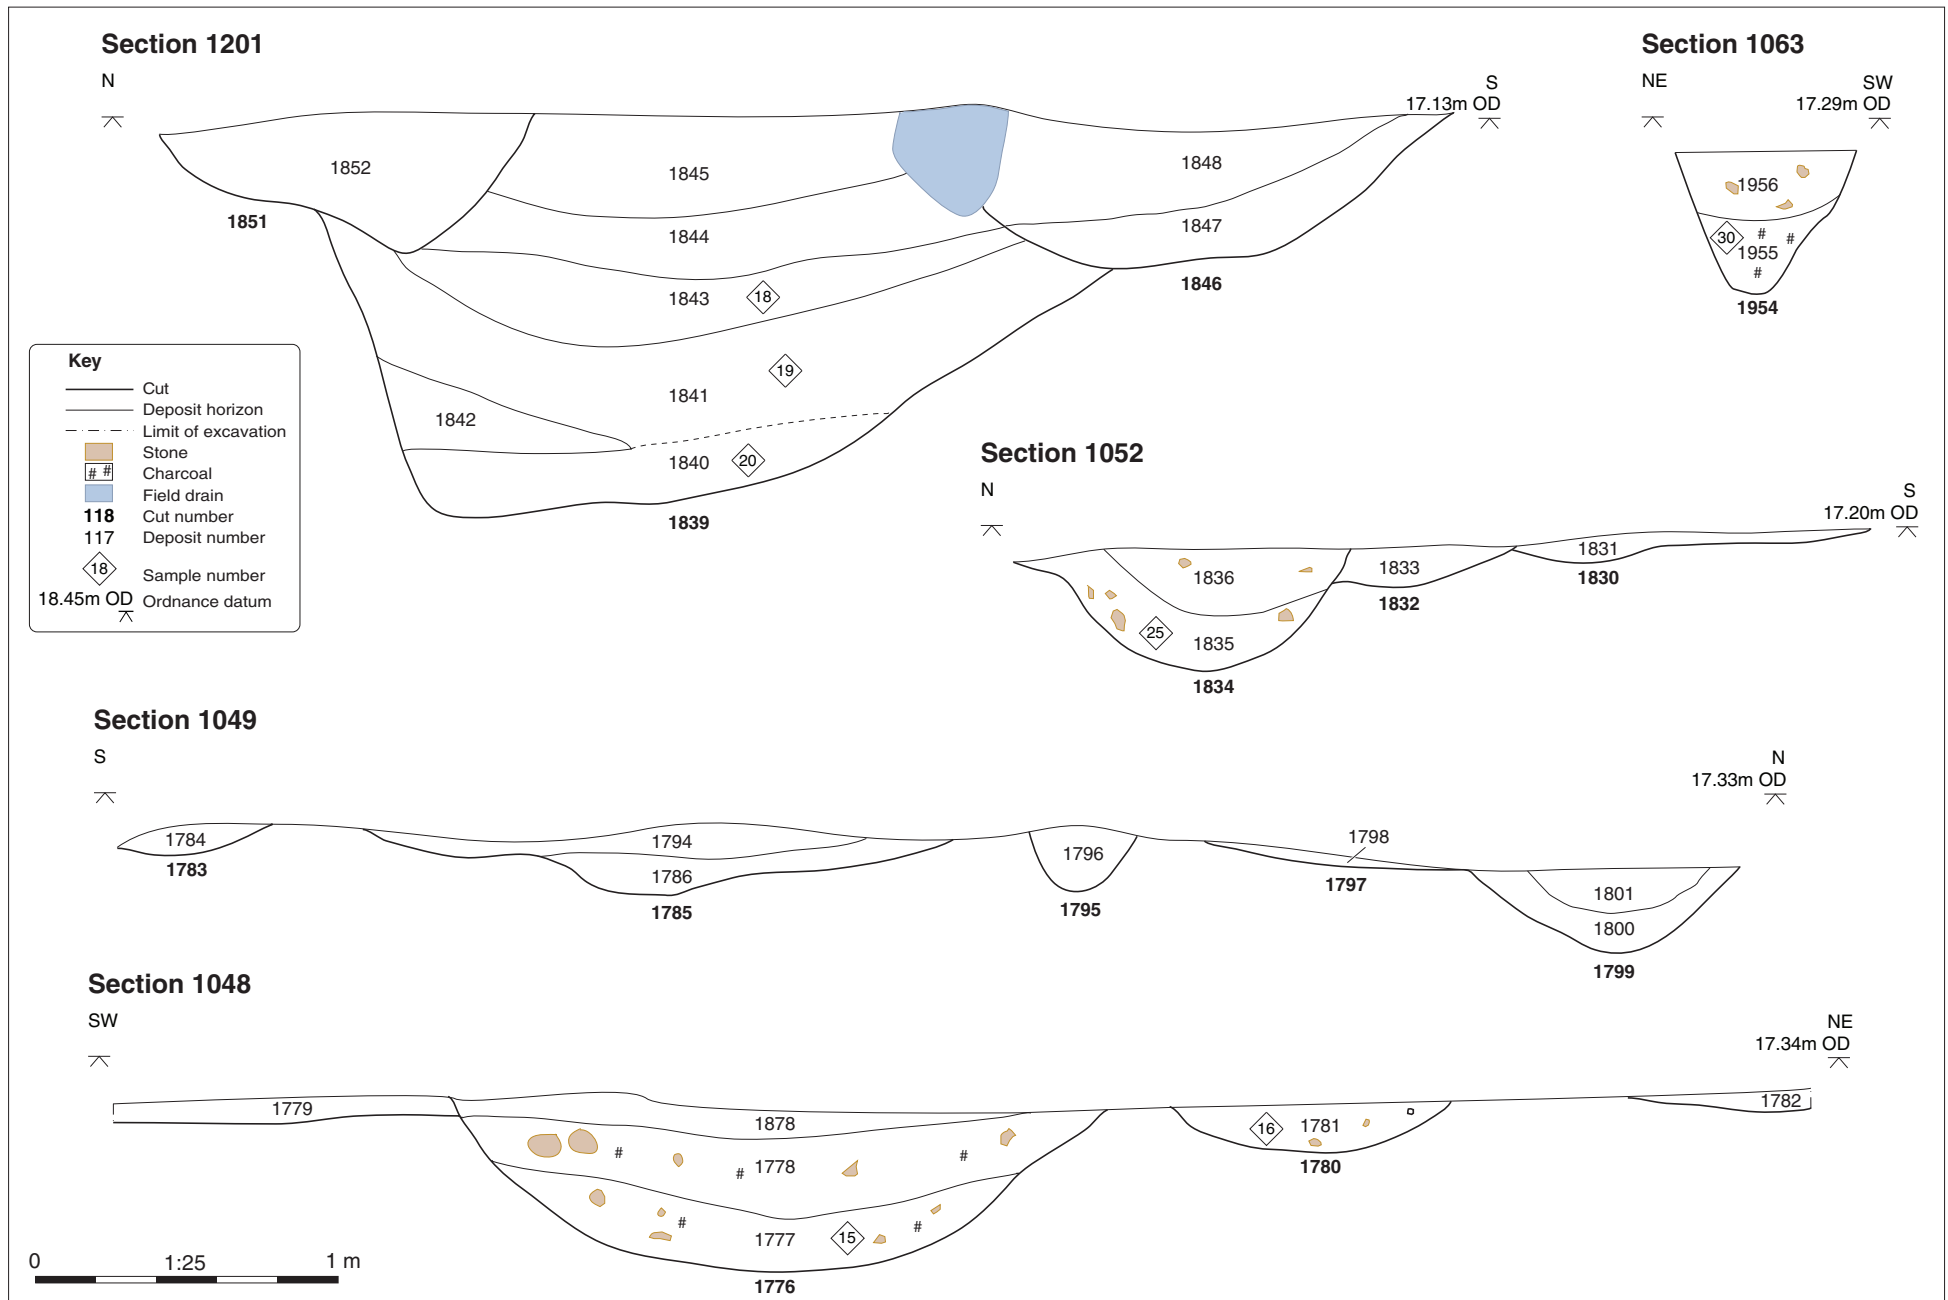 Section 1201
N
S
17.13m OD
1852
1845
1848
1851
1844
1847
1846
1843
18
19
1841
1842
1840
20
1839
Section 1063
NE
SW
17.29m OD
1956
30
# #
1955
#
1954
Key
Cut
Deposit horizon
Limit of excavation
Stone
# # Charcoal
Field drain
118 Cut number
117 Deposit number
18 Sample number
18.45m OD Ordnance datum
Section 1052
N
S
17.20m OD
1836
1833
1831
1830
1832
25
1835
1834
Section 1049
S
N
17.33m OD
1784
1783
1794
1786
1785
1796
1795
1798
1797
1801
1800
1799
Section 1048
SW
NE
17.34m OD
1779
1878
16
1781
1782
1780
# # 1778 #
# 1777 15 #
1776
0 1:25 1 m